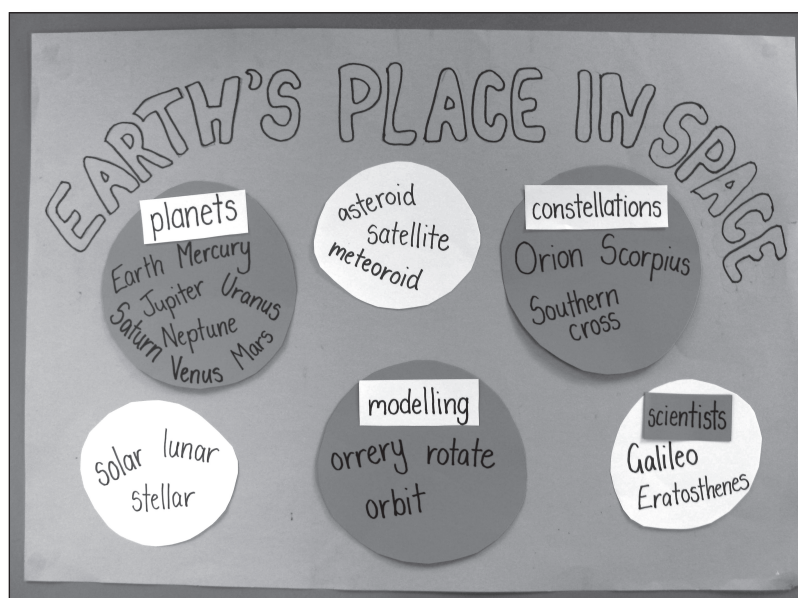 EARTH'S PLACE IN SPACE
planets
Earth Mercury
Jupiter Uranus
Saturn Neptune
Venus Mars
asteroid
satellite
meteoroid
constellations
Orion Scorpius
Southern
cross
solar lunar
stellar
modelling
orrery rotate
orbit
scientists
Galileo
Eratosthenes